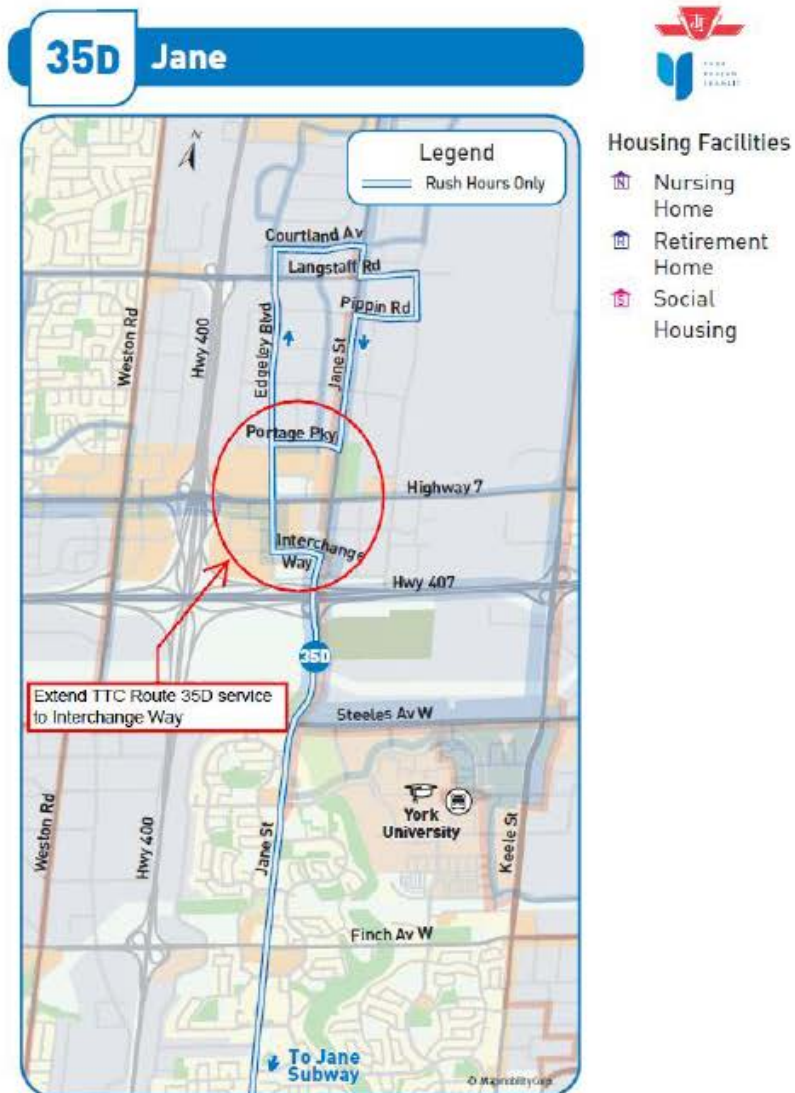 35D Jane
YORK
REGION
TRANSIT
Housing Facilities
N Nursing
Home
R Retirement
Home
S Social
Housing
N
Legend
Rush Hours Only
Courtland Av
Langstaff Rd
Pippin Rd
Weston Rd
Hwy 400
Edgeley Blvd
Jane St
Portage Pky
Highway 7
Interchange
Way
Hwy 407
35D
Extend TTC Route 35D service
to Interchange Way
Steeles Av W
York
University
Weston Rd
Hwy 400
Jane St
Keele St
Finch Av W
To Jane
Subway